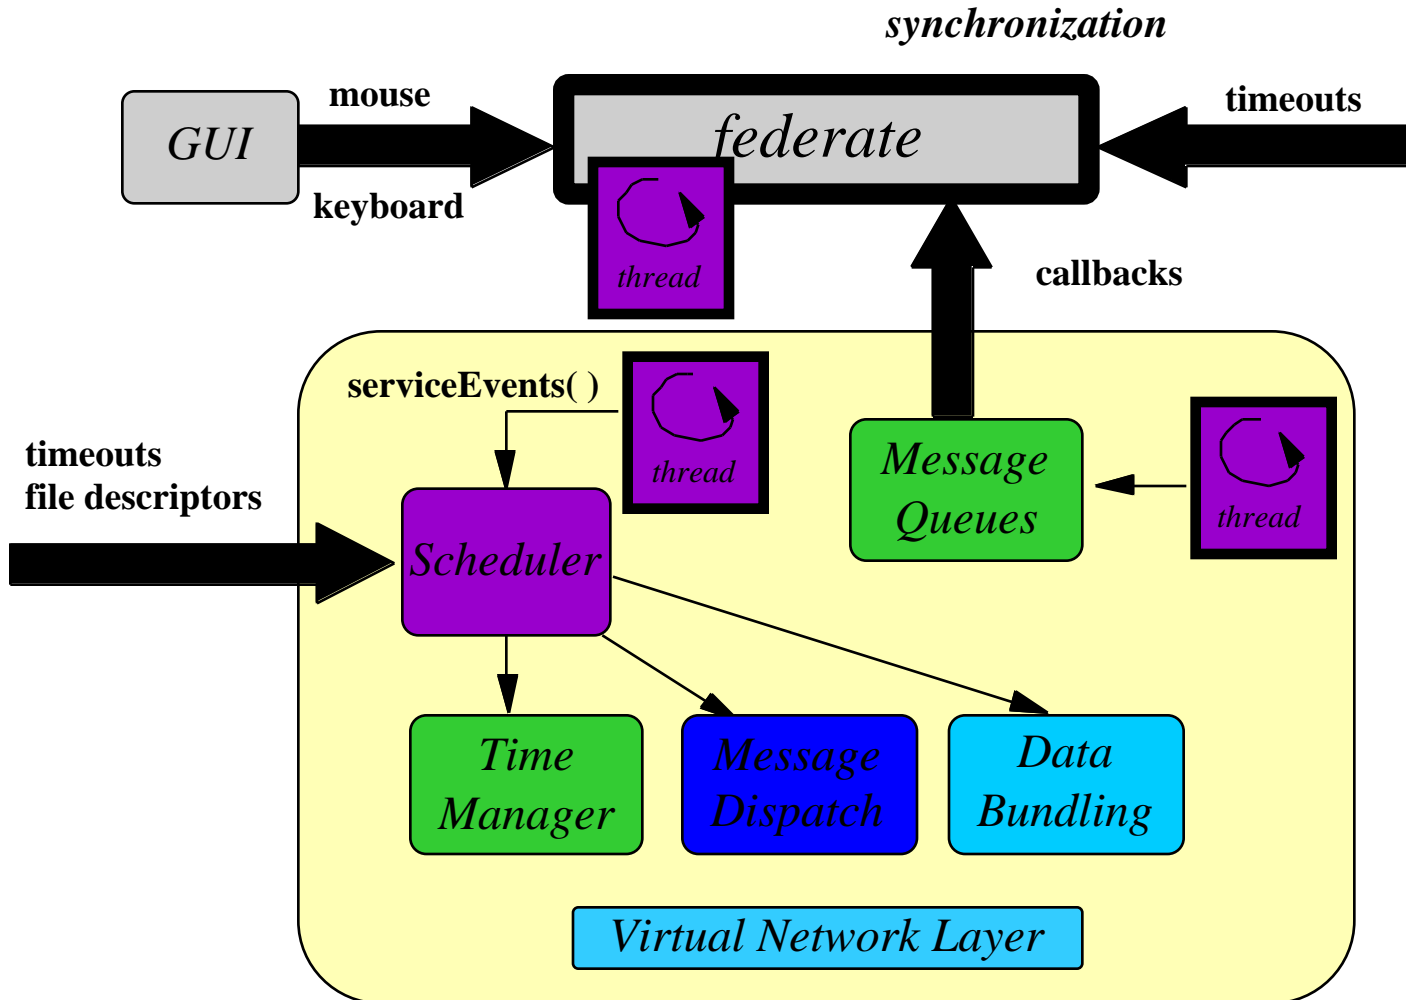 synchronization
mouse
timeouts
GUI
federate
keyboard
thread
callbacks
serviceEvents( )
timeouts
file descriptors
thread
Message
Queues
thread
Scheduler
Time
Manager
Message
Dispatch
Data
Bundling
Virtual Network Layer